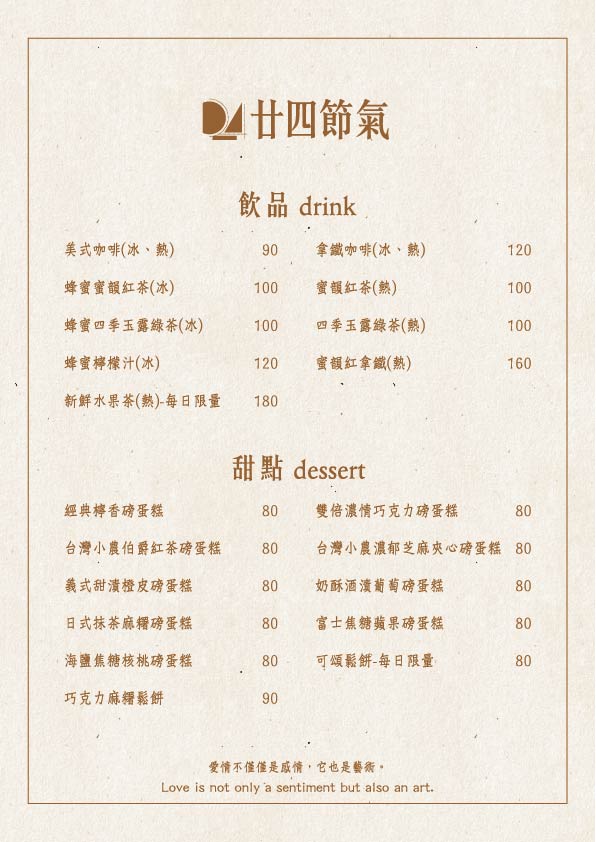 24 廿四節氣
飲品 drink
美式咖啡(冰、熱) 90 拿鐵咖啡(冰、熱) 120
蜂蜜蜜韻紅茶(冰) 100 蜜韻紅茶(熱) 100
蜂蜜四季玉露綠茶(冰) 100 四季玉露綠茶(熱) 100
蜂蜜檸檬汁(冰) 120 蜜韻紅拿鐵(熱) 160
新鮮水果茶(熱)-每日限量 180
甜點 dessert
經典檸香磅蛋糕 80 雙倍濃情巧克力磅蛋糕 80
台灣小農伯爵紅茶磅蛋糕 80 台灣小農濃郁芝麻夾心磅蛋糕 80
義式甜漬橙皮磅蛋糕 80 奶酥酒漬葡萄磅蛋糕 80
日式抹茶麻糬磅蛋糕 80 富士焦糖蘋果磅蛋糕 80
海鹽焦糖核桃磅蛋糕 80 可頌鬆餅-每日限量 80
巧克力麻糬鬆餅 90
愛情不僅僅是感情，它也是藝術。
Love is not only a sentiment but also an art.